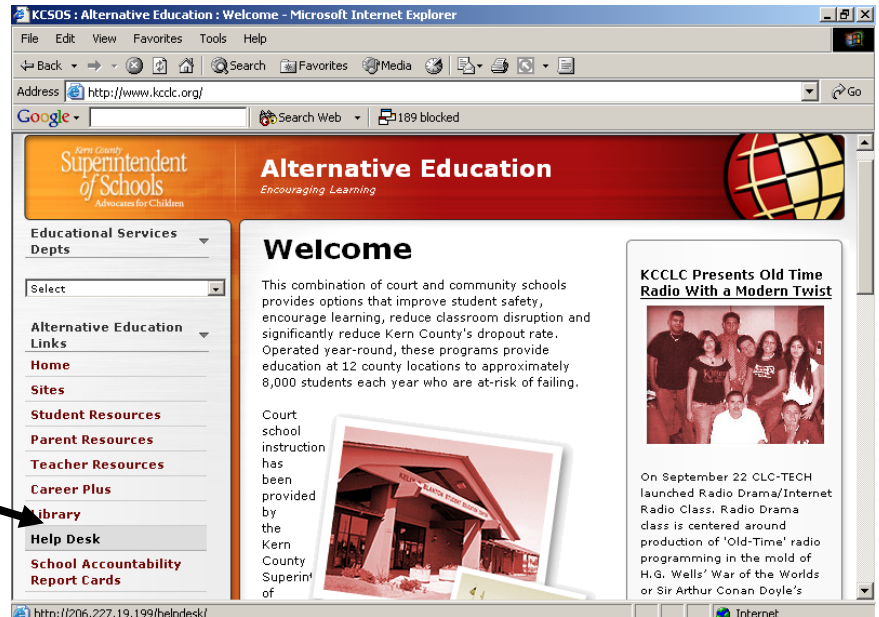 KCSOS : Alternative Education : Welcome - Microsoft Internet Explorer
File Edit View Favorites Tools Help
Back Search Favorites Media
Address http://www.kcclc.org/ Go
Google Search Web 189 blocked
Kern County
Superintendent
of Schools
Advocates for Children
Alternative Education
Encouraging Learning
Educational Services
Depts
Select
Alternative Education
Links
Home
Sites
Student Resources
Parent Resources
Teacher Resources
Career Plus
Library
Help Desk
School Accountability
Report Cards
Welcome
This combination of court and community schools
provides options that improve student safety,
encourage learning, reduce classroom disruption and
significantly reduce Kern County's dropout rate.
Operated year-round, these programs provide
education at 12 county locations to approximately
8,000 students each year who are at-risk of failing.
Court
school
instruction
has
been
provided
by
the
Kern
County
Superin
of
KELLY BLANTON STUDENT EDUCATION CENTER
KCCLC Presents Old Time
Radio With a Modern Twist
On September 22 CLC-TECH
launched Radio Drama/Internet
Radio Class. Radio Drama
class is centered around
production of 'Old-Time' radio
programming in the mold of
H.G. Wells' War of the Worlds
or Sir Arthur Conan Doyle's
http://206.227.19.199/helpdesk/ Internet